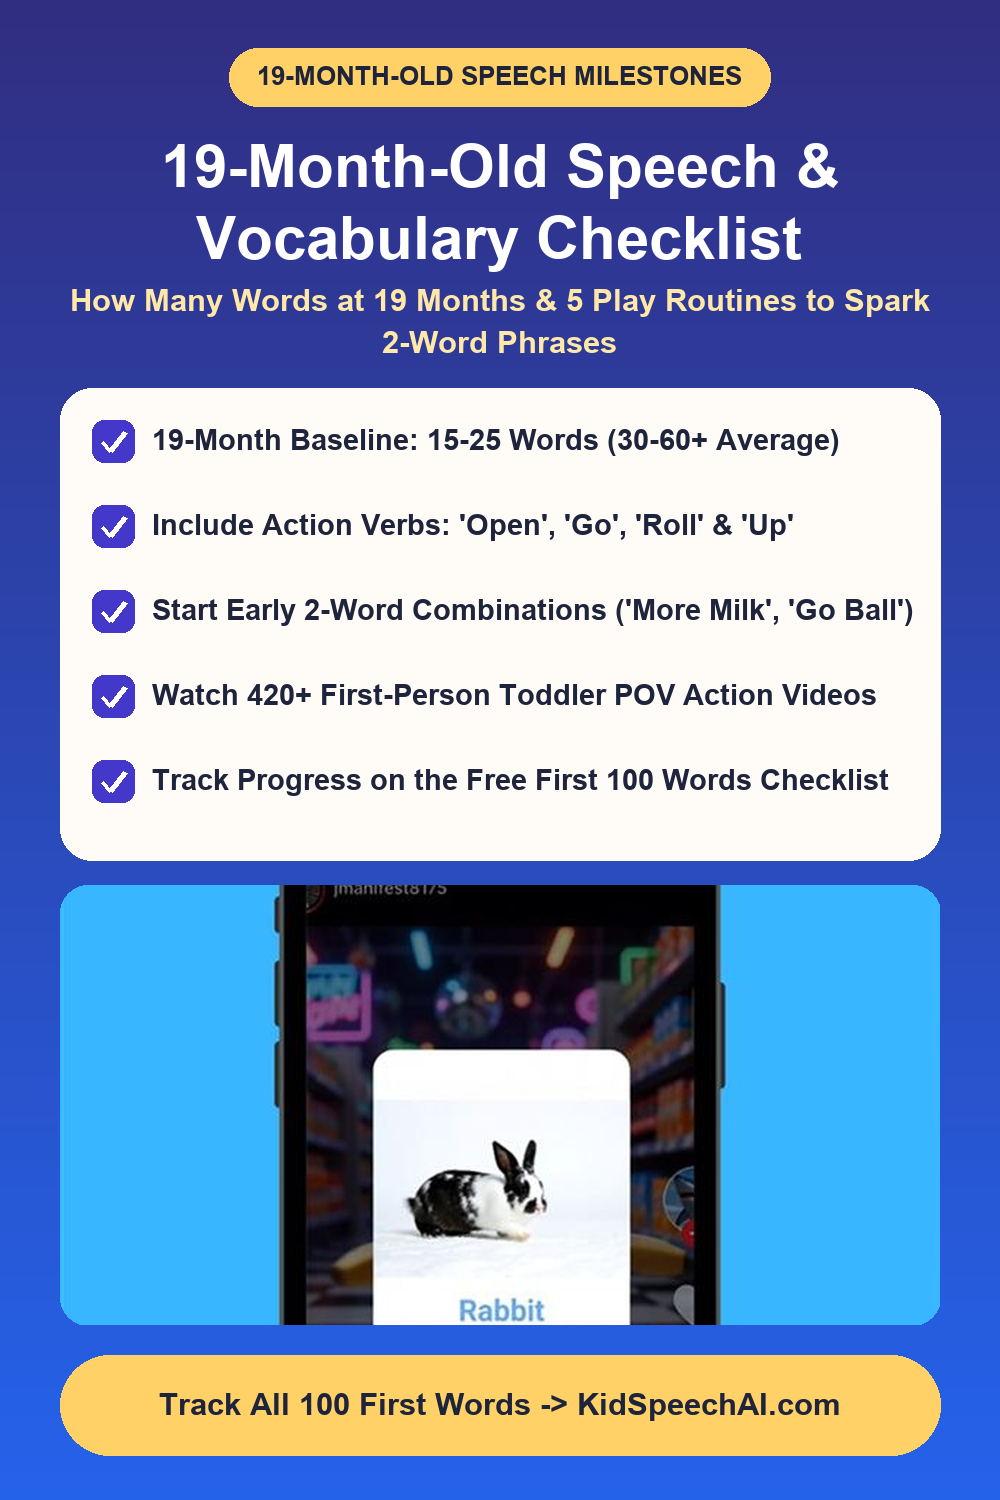 19-MONTH-OLD SPEECH MILESTONES
19-Month-Old Speech &
Vocabulary Checklist
How Many Words at 19 Months & 5 Play Routines to Spark
2-Word Phrases
19-Month Baseline: 15-25 Words (30-60+ Average)
Include Action Verbs: 'Open', 'Go', 'Roll' & 'Up'
Start Early 2-Word Combinations ('More Milk', 'Go Ball')
Watch 420+ First-Person Toddler POV Action Videos
Track Progress on the Free First 100 Words Checklist
jmanifest8175
Rabbit
Track All 100 First Words -> KidSpeechAI.com